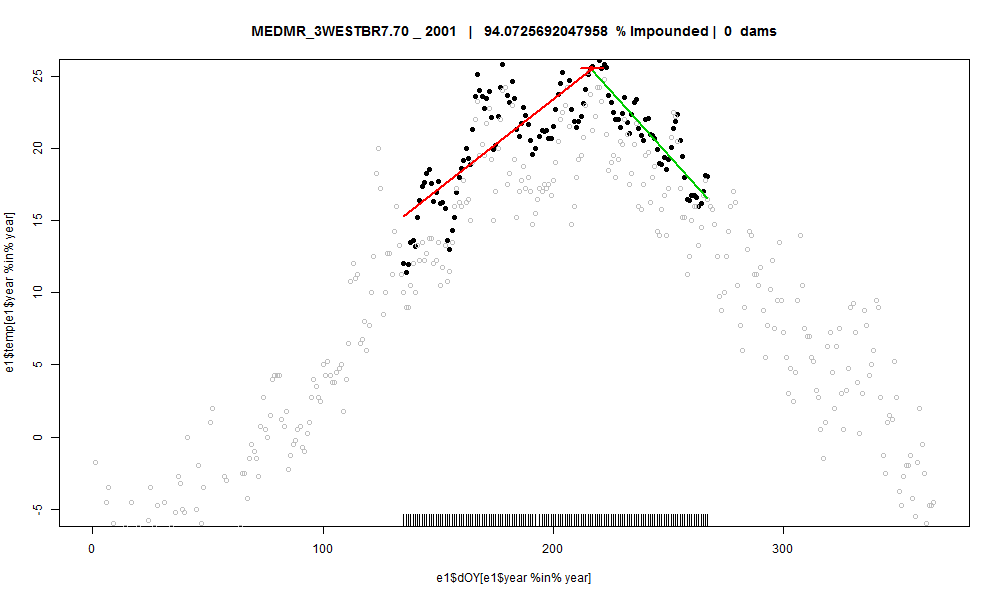 MEDMR_3WESTBR7.70 _ 2001 | 94.0725692047958 % Impounded | 0 dams
e1$temp[e1$year %in% year]
25
20
15
10
5
0
-5
0 100 200 300
e1$dOY[e1$year %in% year]